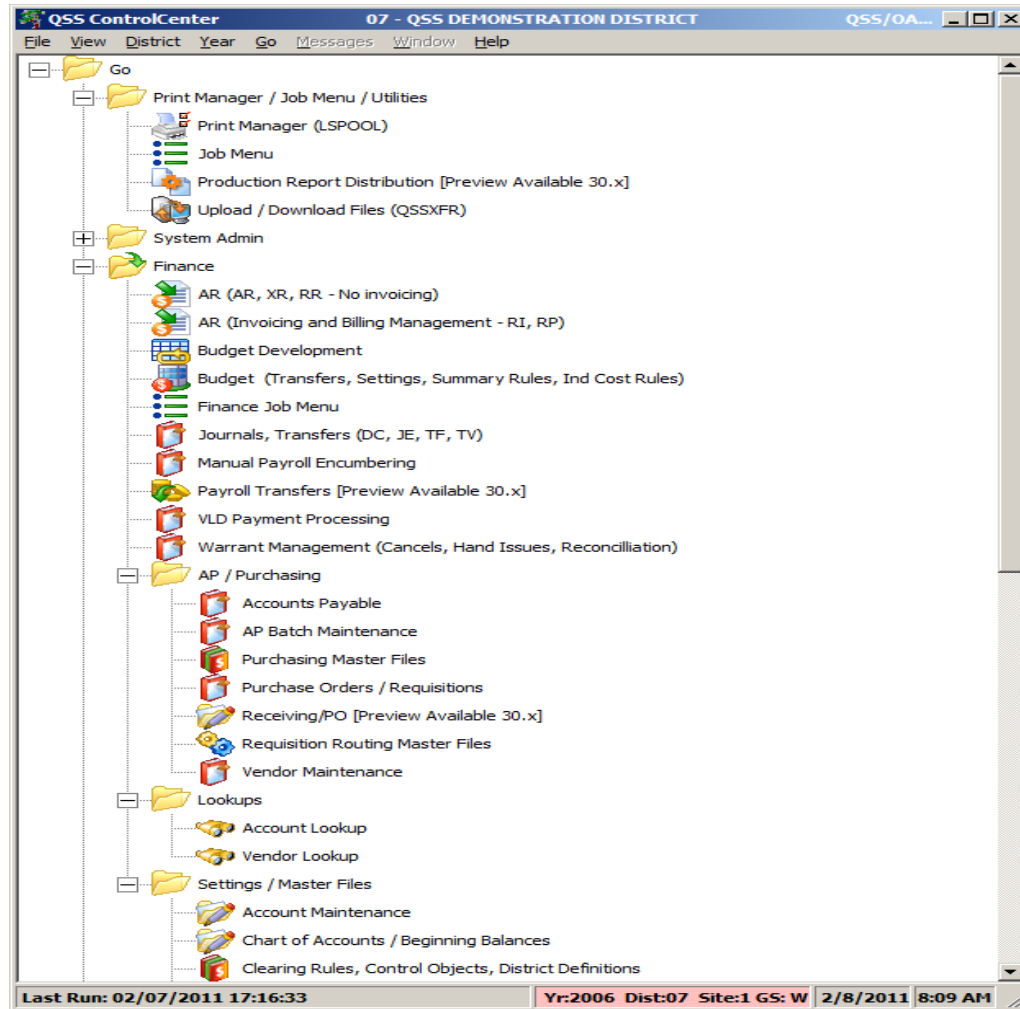 QSS ControlCenter 07 - QSS DEMONSTRATION DISTRICT QSS/OA...
File View District Year Go Messages Window Help
Go
Print Manager / Job Menu / Utilities
Print Manager (LSPOOL)
Job Menu
Production Report Distribution [Preview Available 30.x]
Upload / Download Files (QSSXFR)
System Admin
Finance
AR (AR, XR, RR - No invoicing)
AR (Invoicing and Billing Management - RI, RP)
Budget Development
Budget (Transfers, Settings, Summary Rules, Ind Cost Rules)
Finance Job Menu
Journals, Transfers (DC, JE, TF, TV)
Manual Payroll Encumbering
Payroll Transfers [Preview Available 30.x]
VLD Payment Processing
Warrant Management (Cancels, Hand Issues, Reconcilliation)
AP / Purchasing
Accounts Payable
AP Batch Maintenance
Purchasing Master Files
Purchase Orders / Requisitions
Receiving/PO [Preview Available 30.x]
Requisition Routing Master Files
Vendor Maintenance
Lookups
Account Lookup
Vendor Lookup
Settings / Master Files
Account Maintenance
Chart of Accounts / Beginning Balances
Clearing Rules, Control Objects, District Definitions
Last Run: 02/07/2011 17:16:33 Yr:2006 Dist:07 Site:1 GS: W 2/8/2011 8:09 AM